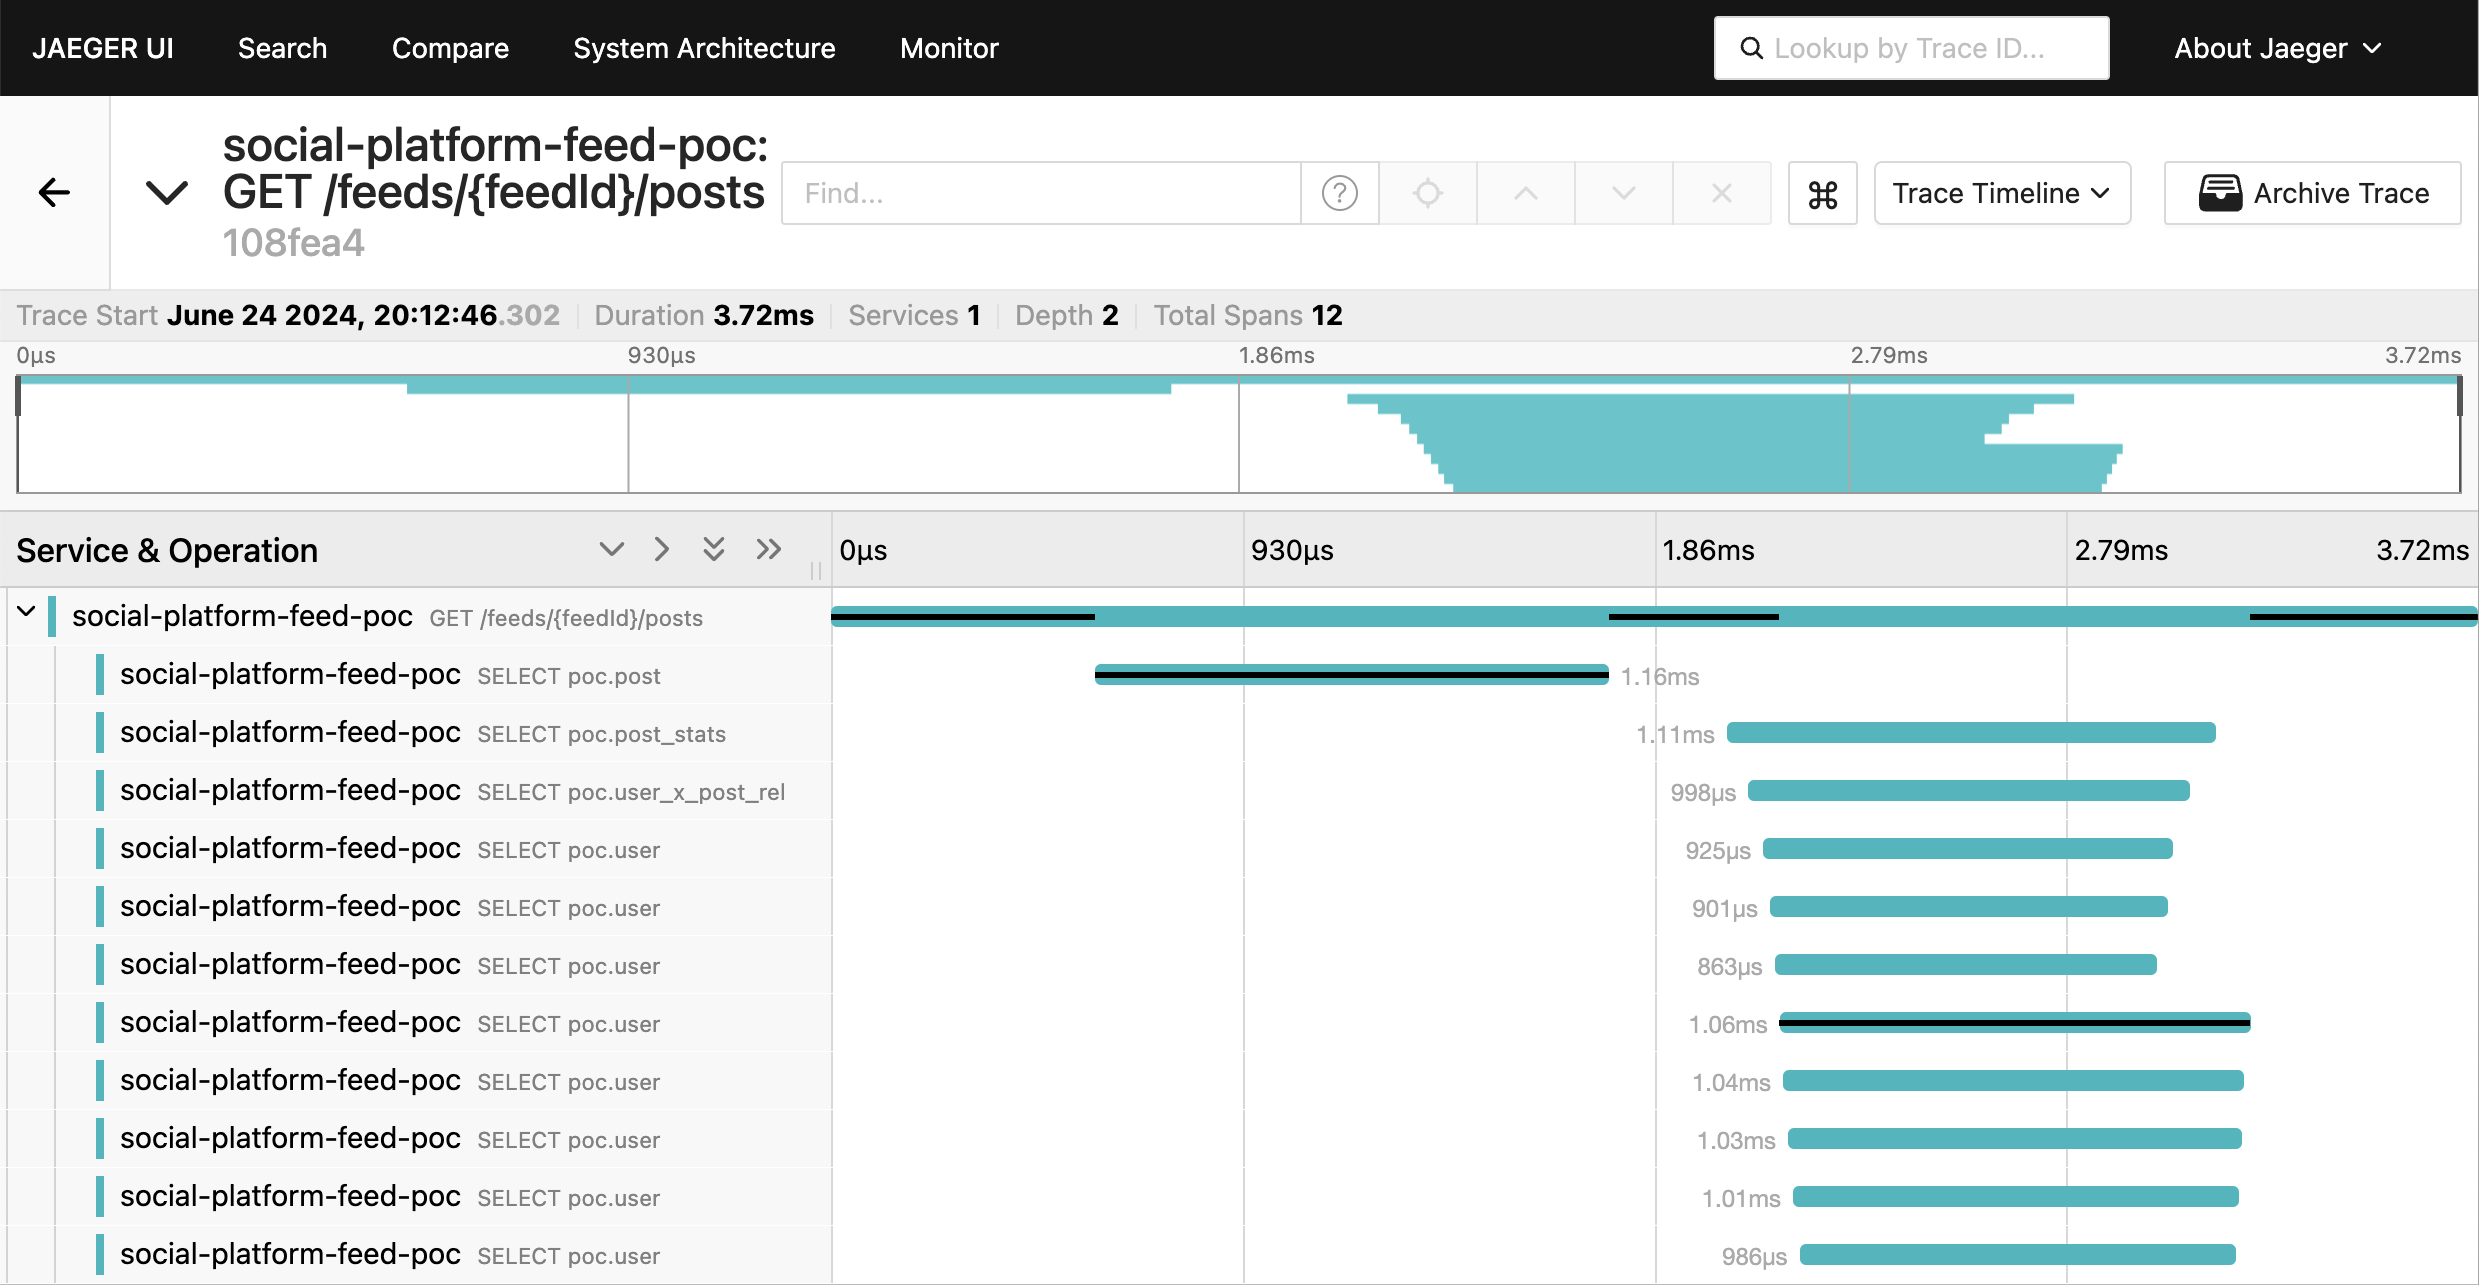 JAEGER UI Search Compare System Architecture Monitor Lookup by Trace ID... About Jaeger
social-platform-feed-poc:
GET /feeds/{feedId}/posts
108fea4
Find... ? ⌘ Trace Timeline Archive Trace
Trace Start June 24 2024, 20:12:46.302 Duration 3.72ms Services 1 Depth 2 Total Spans 12
0μs 930μs 1.86ms 2.79ms 3.72ms
Service & Operation 0μs 930μs 1.86ms 2.79ms 3.72ms
social-platform-feed-poc GET /feeds/{feedId}/posts
social-platform-feed-poc SELECT poc.post 1.16ms
social-platform-feed-poc SELECT poc.post_stats 1.11ms
social-platform-feed-poc SELECT poc.user_x_post_rel 998μs
social-platform-feed-poc SELECT poc.user 925μs
social-platform-feed-poc SELECT poc.user 901μs
social-platform-feed-poc SELECT poc.user 863μs
social-platform-feed-poc SELECT poc.user 1.06ms
social-platform-feed-poc SELECT poc.user 1.04ms
social-platform-feed-poc SELECT poc.user 1.03ms
social-platform-feed-poc SELECT poc.user 1.01ms
social-platform-feed-poc SELECT poc.user 986μs